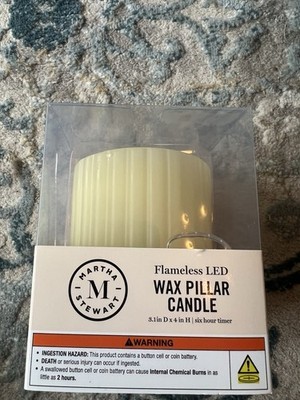 MARTHA
M
STEWART
Flameless LED
WAX PILLAR
CANDLE
3.1in D x 4 in H | six hour timer
WARNING
• INGESTION HAZARD: This product contains a button cell or coin battery.
• DEATH or serious injury can occur if ingested.
• A swallowed button cell or coin battery can cause Internal Chemical Burns in as
little as 2 hours.